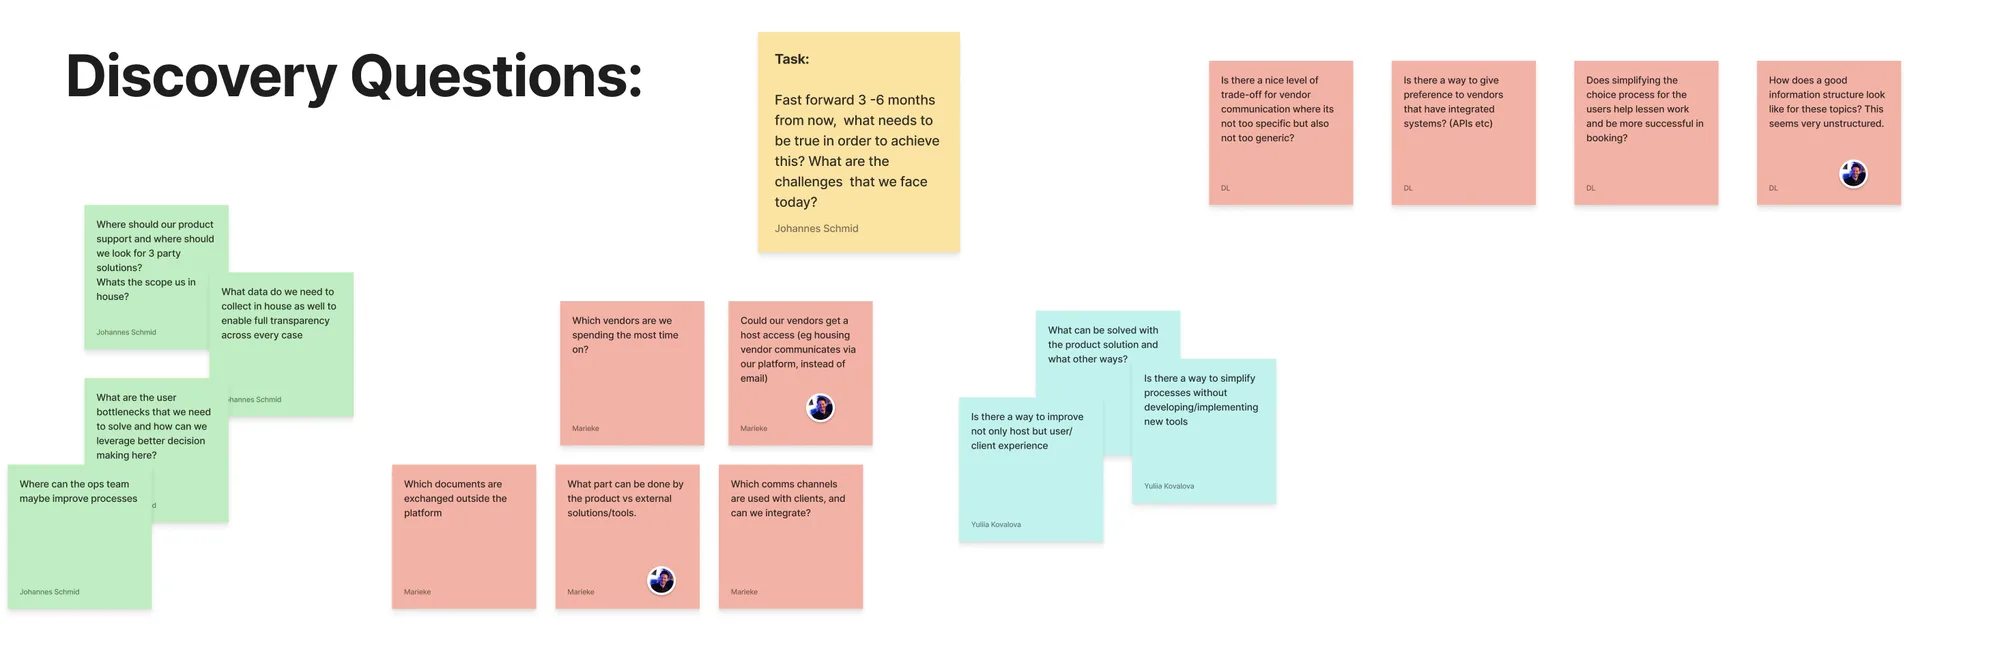 Discovery Questions:
Task:
Fast forward 3 -6 months
from now,  what needs to
be true in order to achieve
this? What are the
challenges  that we face
today?
Johannes Schmid
Is there a nice level of
trade-off for vendor
communication where its
not too specific but also
not too generic?
DL
Is there a way to give
preference to vendors
that have integrated
systems? (APIs etc)
DL
Does simplifying the
choice process for the
users help lessen work
and be more successful in
booking?
DL
How does a good
information structure look
like for these topics? This
seems very unstructured.
DL
Where should our product
support and where should
we look for 3 party
solutions?
Whats the scope us in
house?
Johannes Schmid
What data do we need to
collect in house as well to
enable full transparency
across every case
hannes Schmid
What are the user
bottlenecks that we need
to solve and how can we
leverage better decision
making here?
d
Where can the ops team
maybe improve processes
Johannes Schmid
Which vendors are we
spending the most time
on?
Marieke
Could our vendors get a
host access (eg housing
vendor communicates via
our platform, instead of
email)
Marieke
Which documents are
exchanged outside the
platform
Marieke
What part can be done by
the product vs external
solutions/tools.
Marieke
Which comms channels
are used with clients, and
can we integrate?
Marieke
What can be solved with
the product solution and
what other ways?
Is there a way to simplify
processes without
developing/implementing
new tools
Yuliia Kovalova
Is there a way to improve
not only host but user/
client experience
Yuliia Kovalova